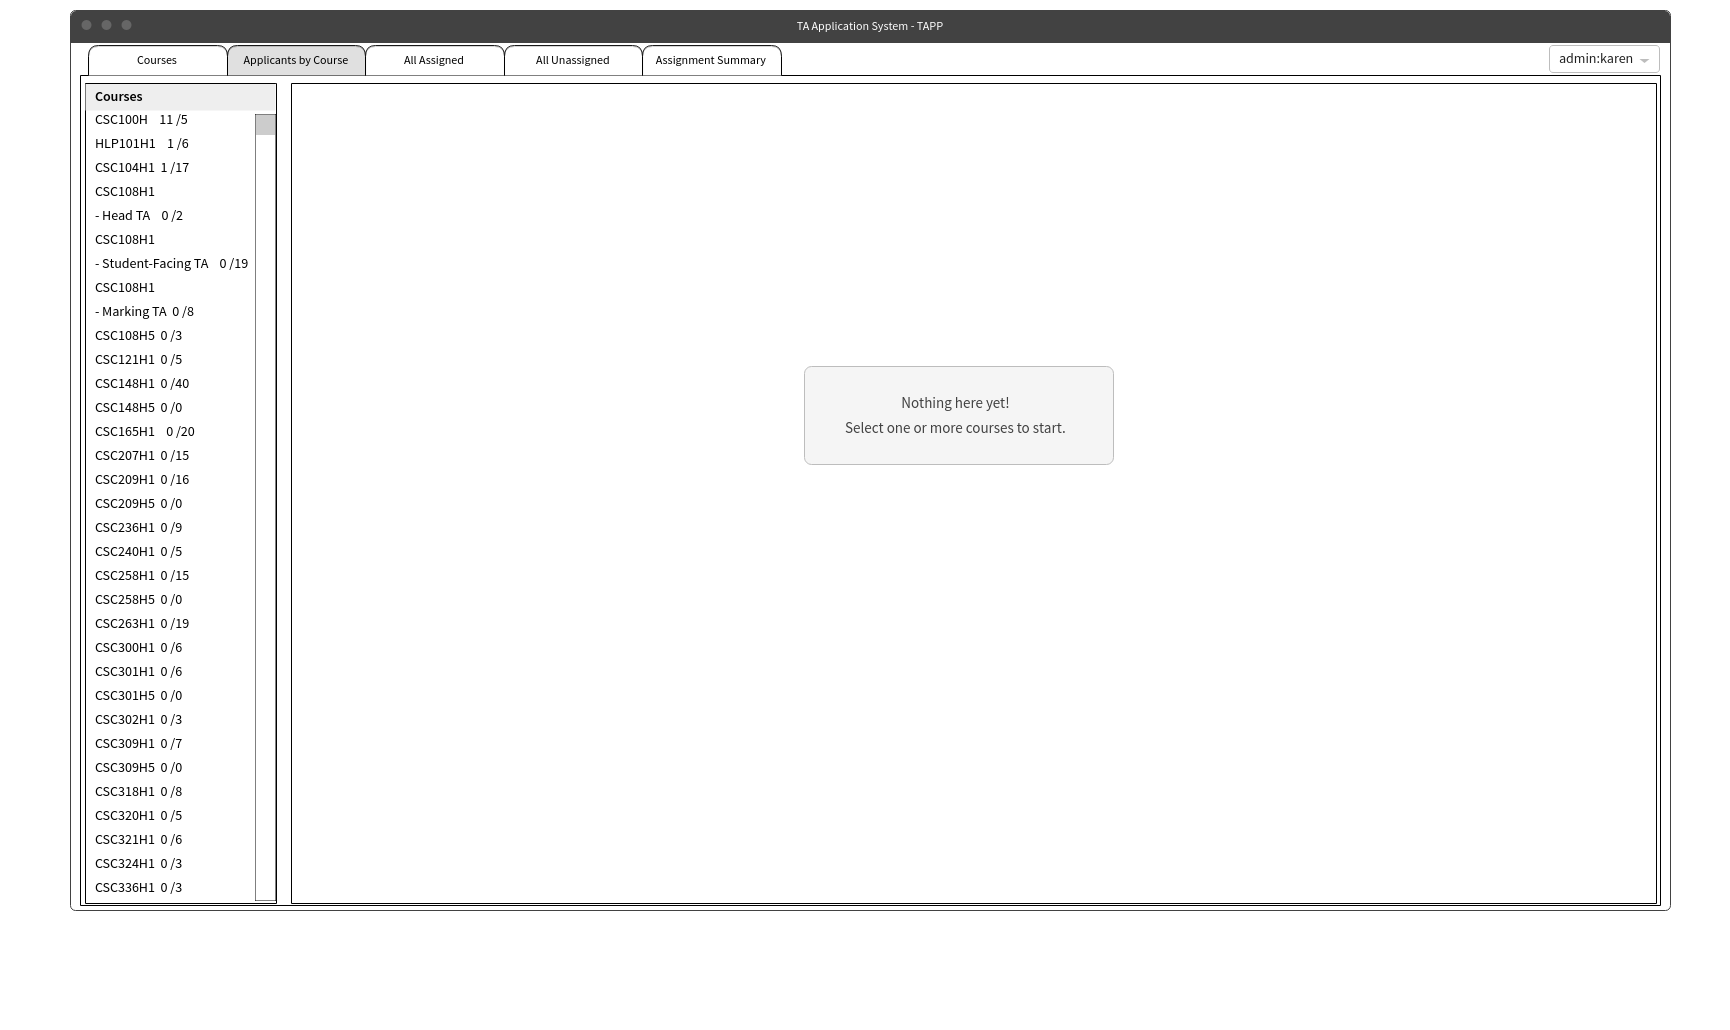 TA Application System - TAPP
Courses
Applicants by Course
All Assigned
All Unassigned
Assignment Summary
admin:karen
Courses
CSC100H 11 /5
HLP101H1 1 /6
CSC104H1 1 /17
CSC108H1
- Head TA 0 /2
CSC108H1
- Student-Facing TA 0 /19
CSC108H1
- Marking TA 0 /8
CSC108H5 0 /3
CSC121H1 0 /5
CSC148H1 0 /40
CSC148H5 0 /0
CSC165H1 0 /20
CSC207H1 0 /15
CSC209H1 0 /16
CSC209H5 0 /0
CSC236H1 0 /9
CSC240H1 0 /5
CSC258H1 0 /15
CSC258H5 0 /0
CSC263H1 0 /19
CSC300H1 0 /6
CSC301H1 0 /6
CSC301H5 0 /0
CSC302H1 0 /3
CSC309H1 0 /7
CSC309H5 0 /0
CSC318H1 0 /8
CSC320H1 0 /5
CSC321H1 0 /6
CSC324H1 0 /3
CSC336H1 0 /3
Nothing here yet!
Select one or more courses to start.